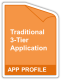 Traditional
3-Tier
Application
APP PROFILE